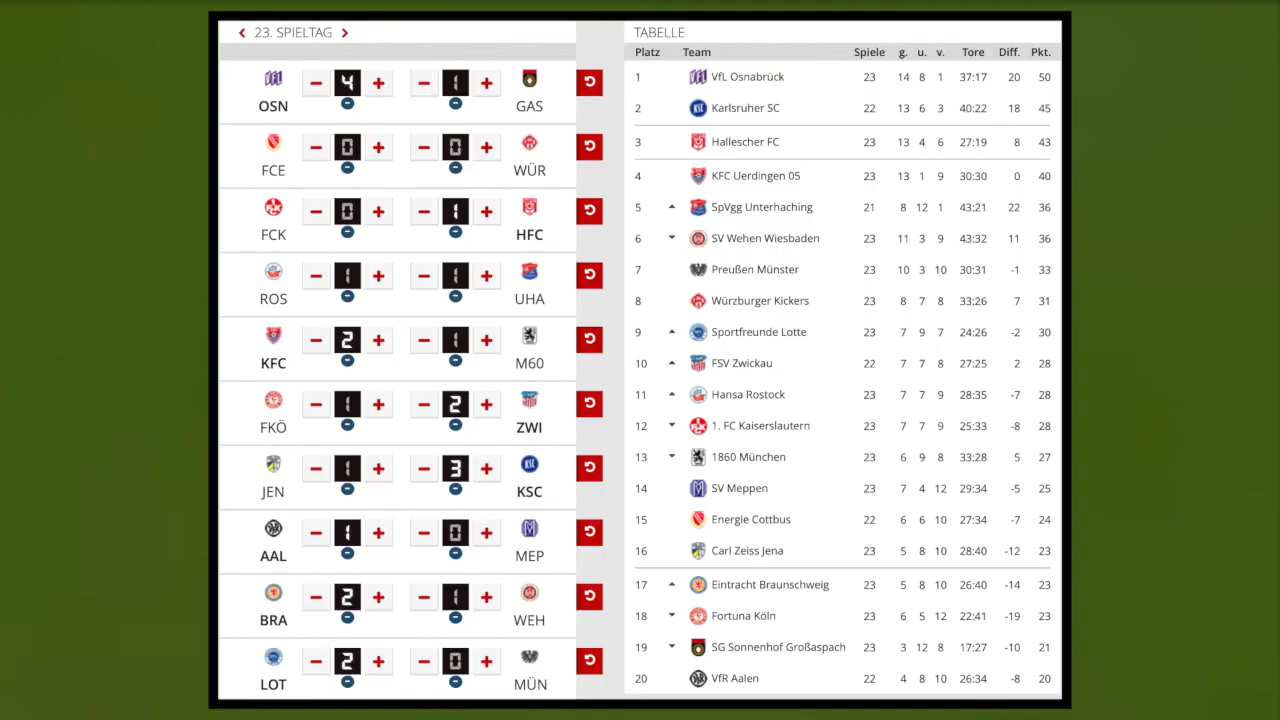 23. SPIELTAG
4 1
OSN GAS
0 0
FCE WÜR
0 1
FCK HFC
1 1
ROS UHA
2 1
KFC M60
1 2
FKÖ ZWI
1 3
JEN KSC
1 0
AAL MEP
2 1
BRA WEH
2 0
LOT MÜN
TABELLE
Platz Team Spiele g. u. v. Tore Diff. Pkt.
1 VfL Osnabrück 23 14 8 1 37:17 20 50
2 Karlsruher SC 22 13 6 3 40:22 18 45
3 Hallescher FC 23 13 4 6 27:19 8 43
4 KFC Uerdingen 05 23 13 1 9 30:30 0 40
5 SpVgg Unterhaching 21 8 12 1 43:21 22 36
6 SV Wehen Wiesbaden 23 11 3 9 43:32 11 36
7 Preußen Münster 23 10 3 10 30:31 -1 33
8 Würzburger Kickers 23 8 7 8 33:26 7 31
9 Sportfreunde Lotte 23 7 9 7 24:26 -2 30
10 FSV Zwickau 22 7 7 8 27:25 2 28
11 Hansa Rostock 23 7 7 9 28:35 -7 28
12 1. FC Kaiserslautern 23 7 7 9 25:33 -8 28
13 1860 München 23 6 9 8 33:28 5 27
14 SV Meppen 23 7 4 12 29:34 -5 25
15 Energie Cottbus 22 6 6 10 27:34 -7 24
16 Carl Zeiss Jena 23 5 8 10 28:40 -12 23
17 Eintracht Braunschweig 23 5 8 10 26:40 -14 23
18 Fortuna Köln 23 6 5 12 22:41 -19 23
19 SG Sonnenhof Großaspach 23 3 12 8 17:27 -10 21
20 VfR Aalen 22 4 8 10 26:34 -8 20